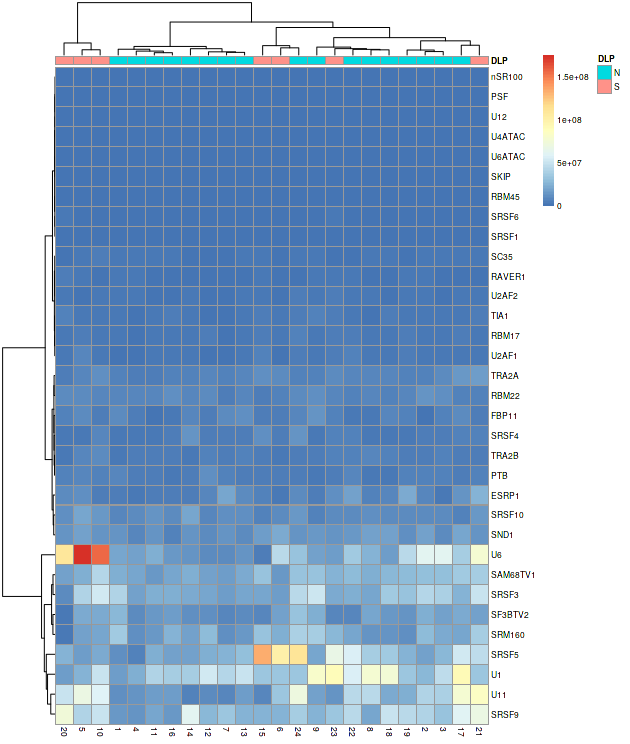 DLP
DLP
N
S
1.5e+08
1e+08
5e+07
0
nSR100
PSF
U12
U4ATAC
U6ATAC
SKIP
RBM45
SRSF6
SRSF1
SC35
RAVER1
U2AF2
TIA1
RBM17
U2AF1
TRA2A
RBM22
FBP11
SRSF4
TRA2B
PTB
ESRP1
SRSF10
SND1
U6
SAM68TV1
SRSF3
SF3BTV2
SRM160
SRSF5
U1
U11
SRSF9
20 5 10 1 4 11 16 14 12 7 13 15 6 24 9 23 22 8 18 19 2 3 17 21